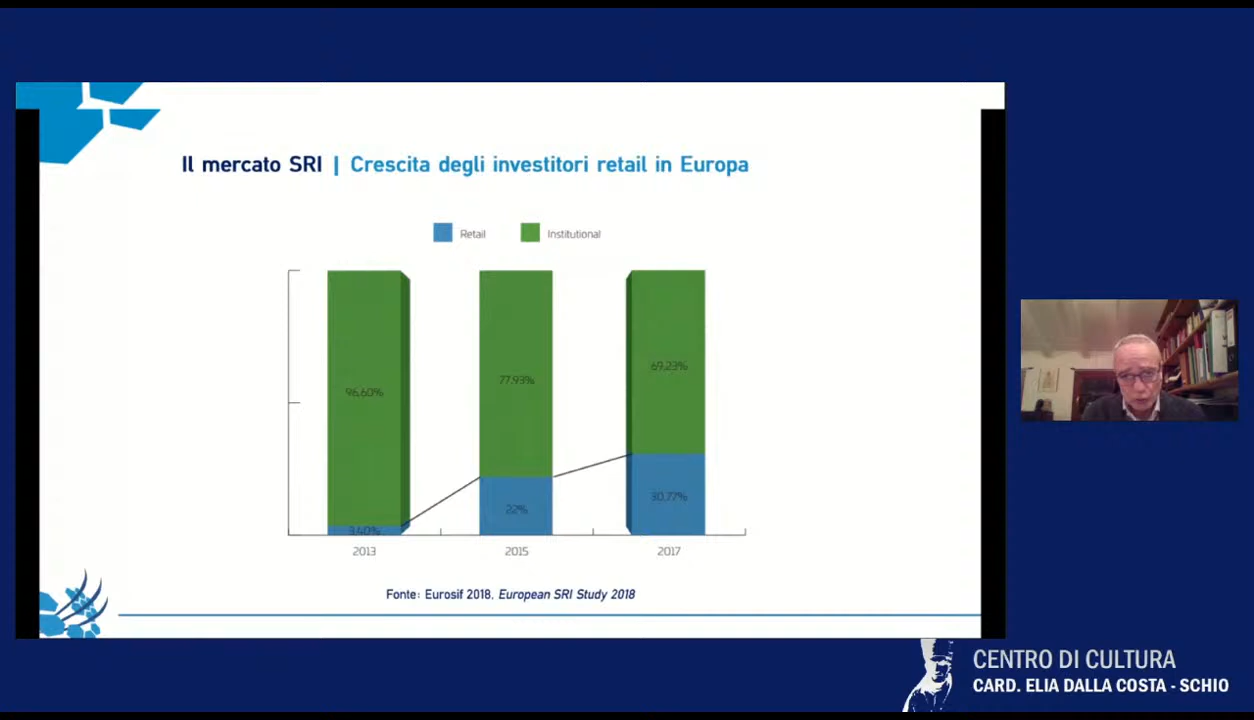 Il mercato SRI | Crescita degli investitori retail in Europa
Retail Institutional
96,60% 77.93% 69,23%
3,40% 22% 30,77%
2013 2015 2017
Fonte: Eurosif 2018, European SRI Study 2018
CENTRO DI CULTURA
CARD. ELIA DALLA COSTA - SCHIO